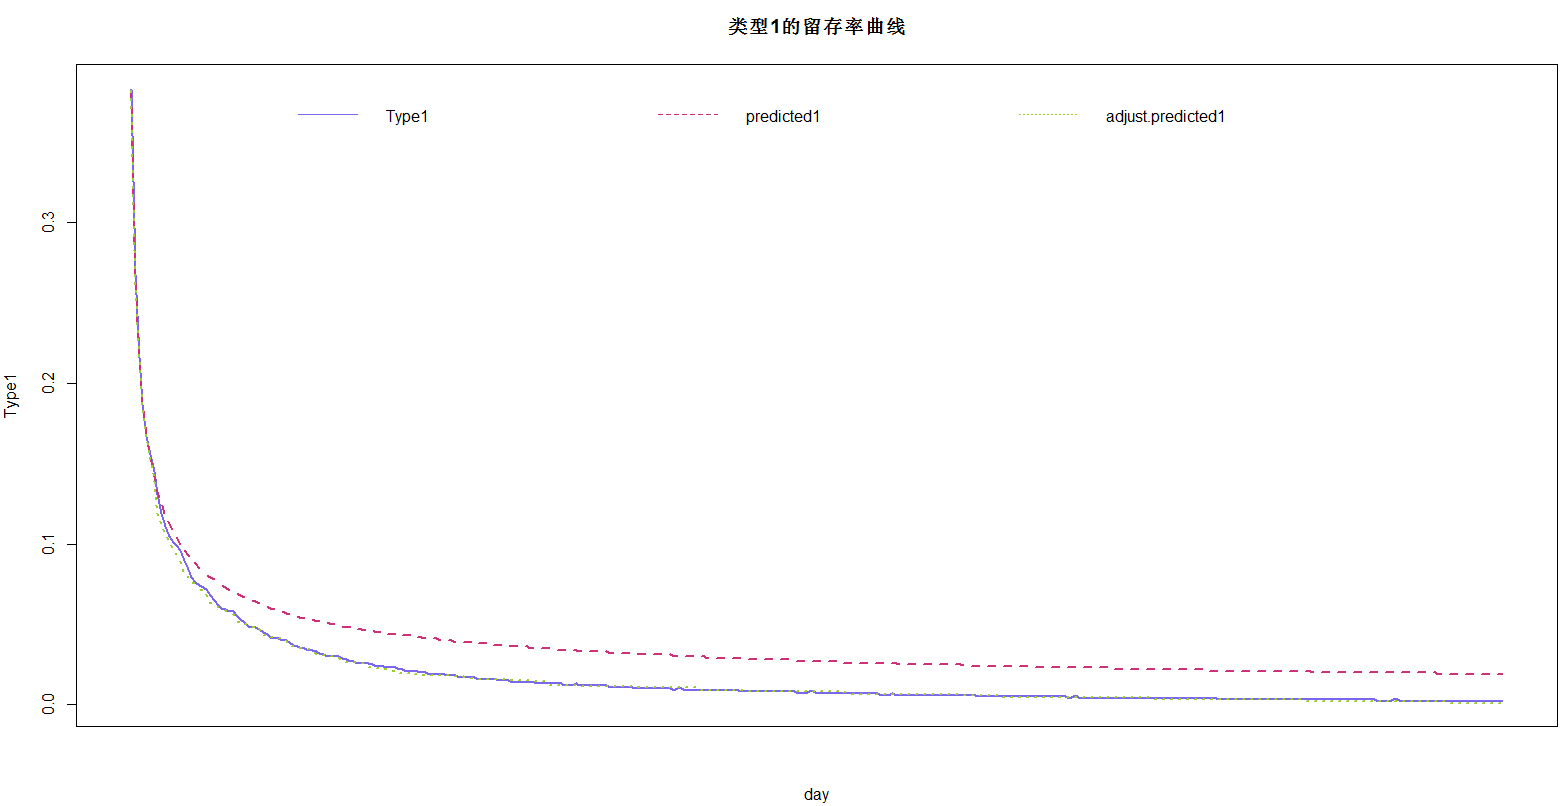 类型1的留存率曲线
Type1
predicted1
adjust.predicted1
0.3
0.2
0.1
0.0
Type1
day